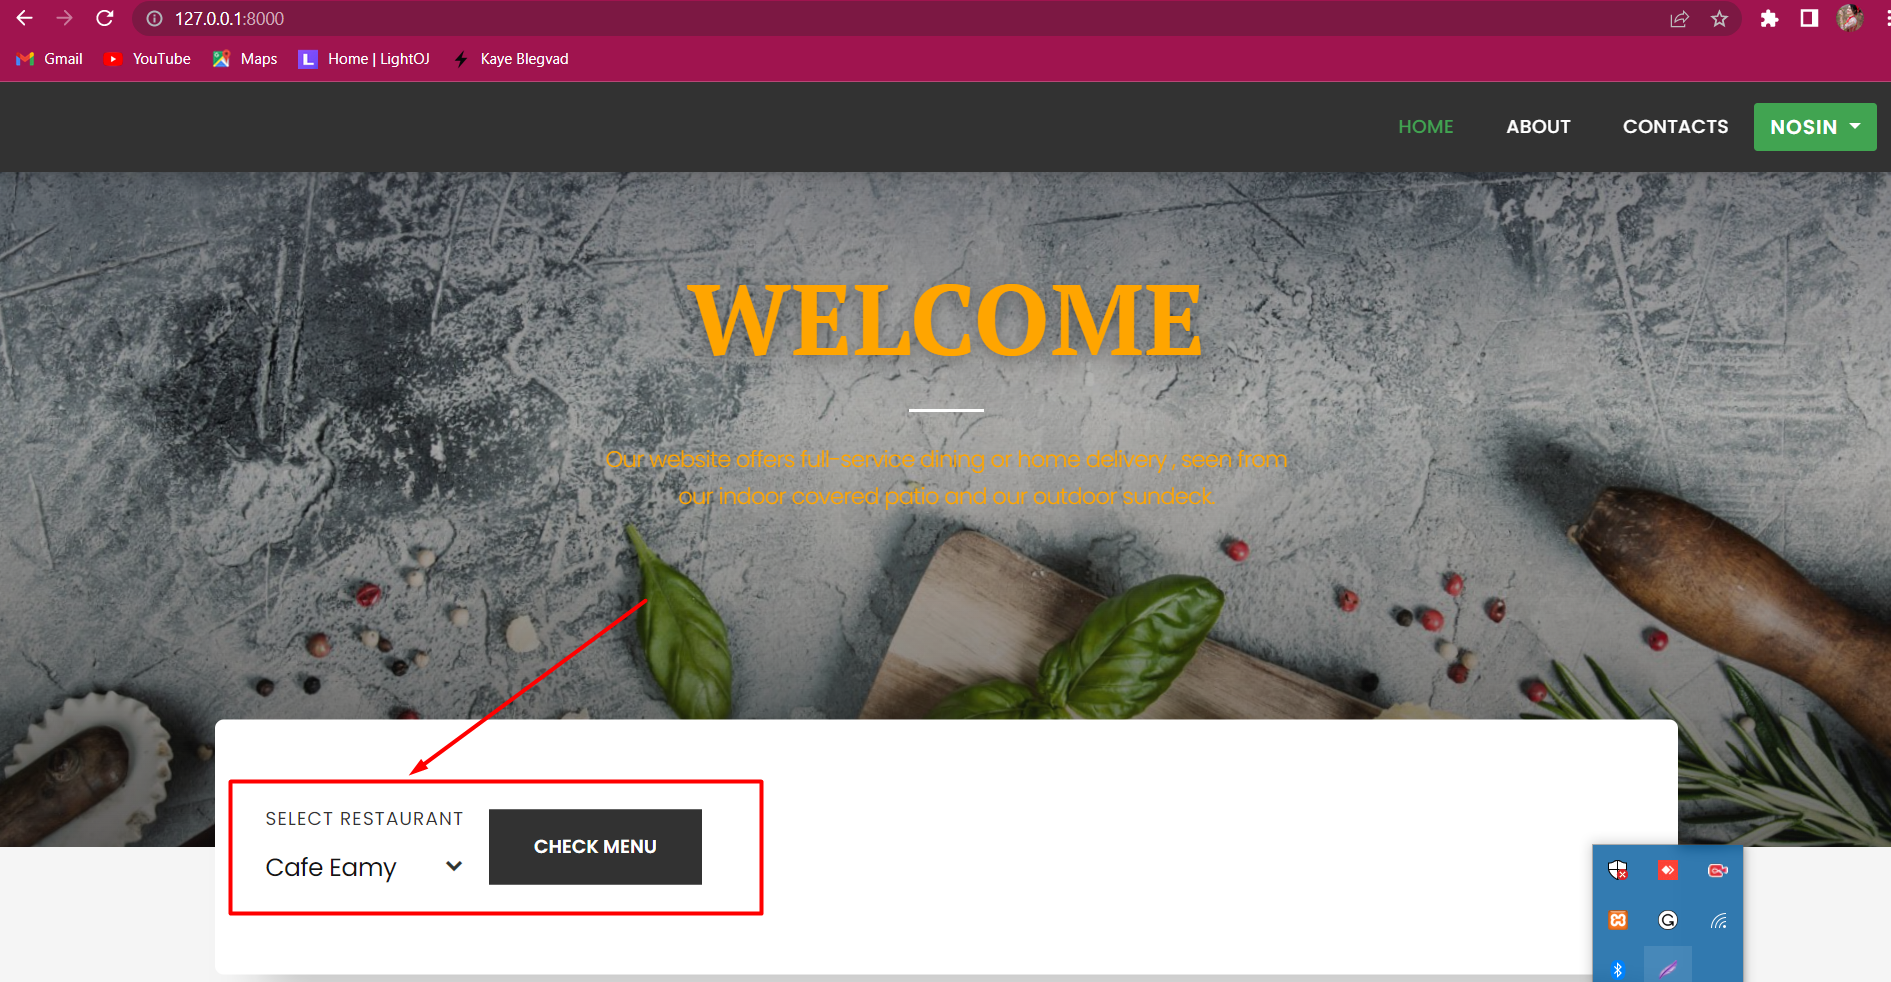 127.0.0.1:8000
Gmail YouTube Maps L Home | LightOJ Kaye Blegvad
HOME ABOUT CONTACTS NOSIN
WELCOME
Our website offers full-service dining or home delivery , seen from
our indoor covered patio and our outdoor sundeck.
SELECT RESTAURANT
Cafe Eamy
CHECK MENU